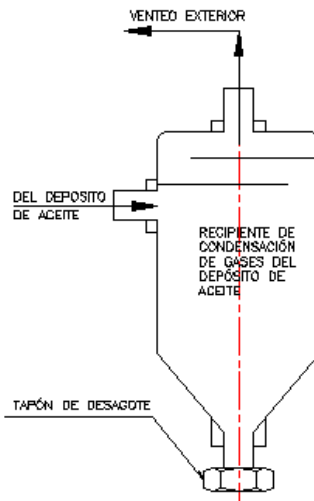 VENTEO EXTERIOR
DEL DEPOSITO
DE ACEITE
RECIPIENTE DE
CONDENSACIÓN
DE GASES DEL
DEPÓSITO DE
ACEITE
TAPÓN DE DESAGOTE